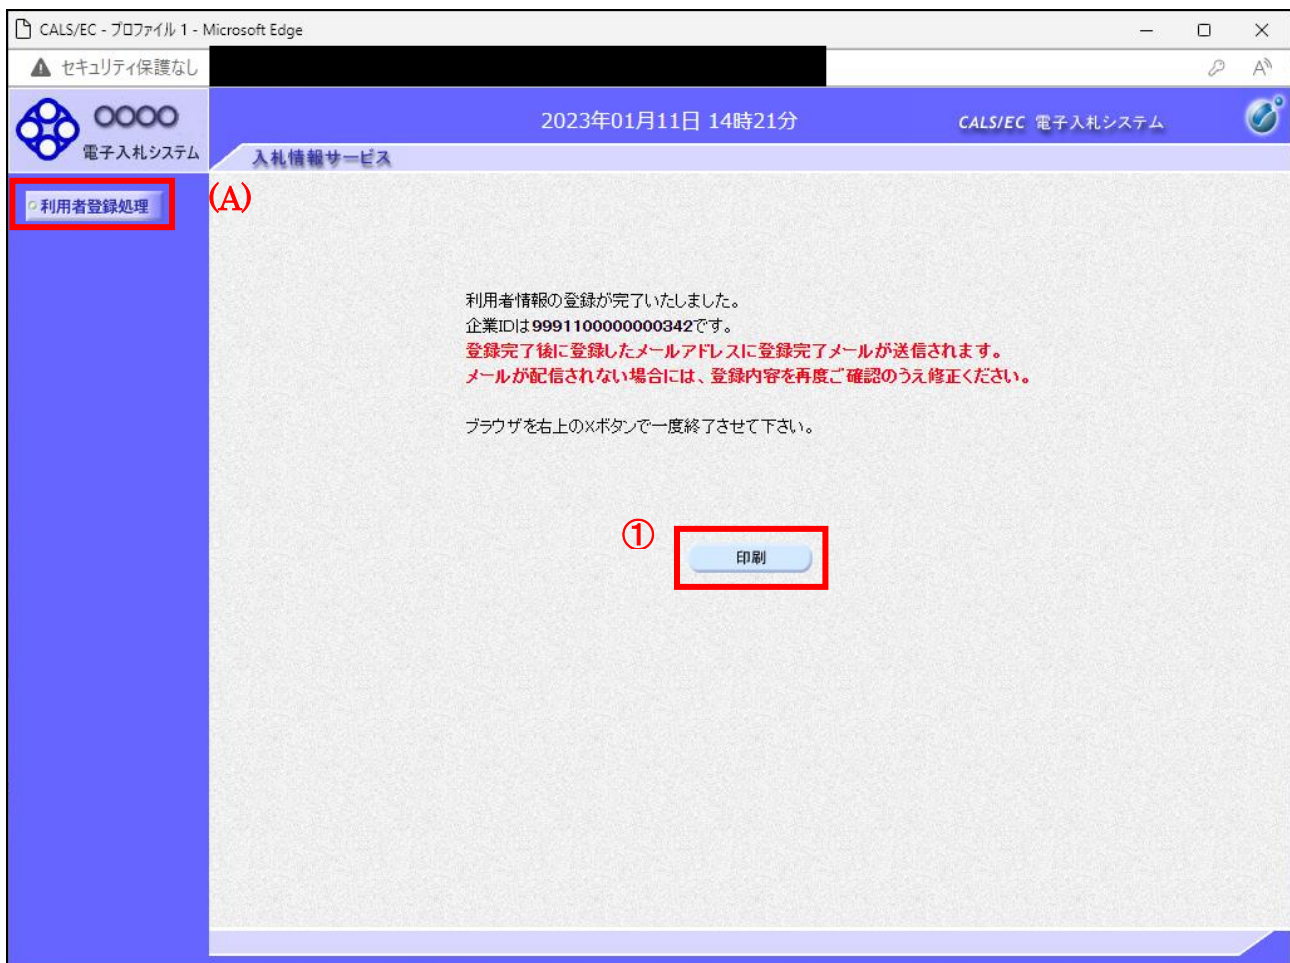 CALS/EC - プロファイル 1 - Microsoft Edge
セキュリティ保護なし
OOOO
電子入札システム
2023年01月11日 14時21分
CALS/EC 電子入札システム
入札情報サービス
利用者登録処理
(A)
利用者情報の登録が完了いたしました。
企業IDは9991100000000342です。
登録完了後に登録したメールアドレスに登録完了メールが送信されます。
メールが配信されない場合には、登録内容を再度ご確認のうえ修正ください。
ブラウザを右上の×ボタンで一度終了させて下さい。
①
印刷